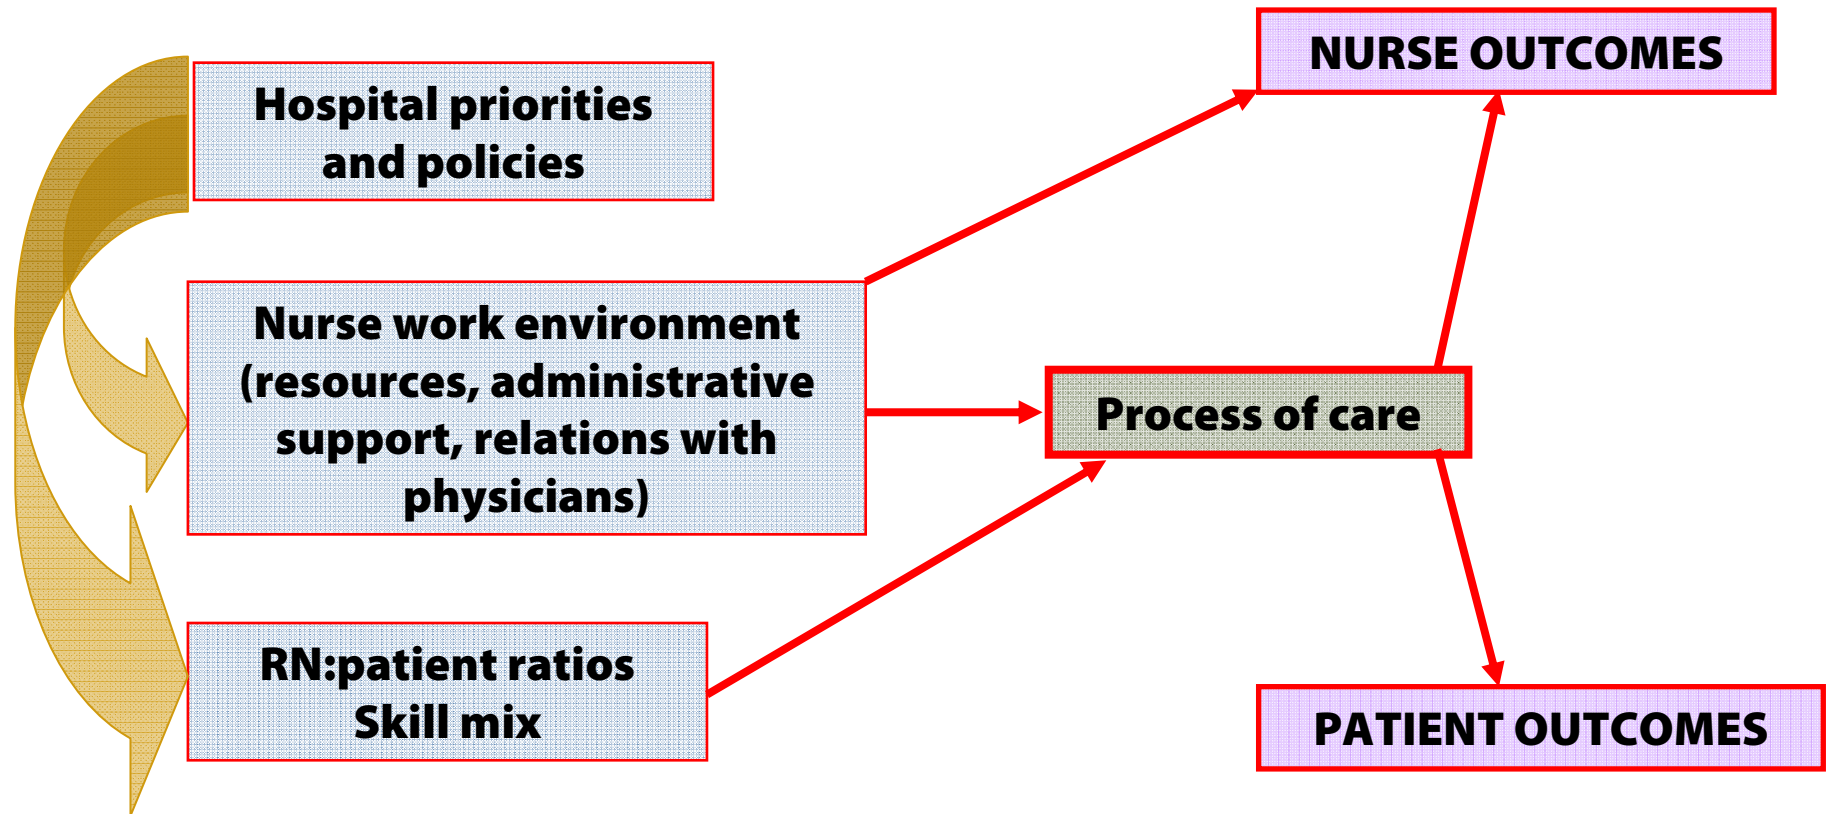 NURSE OUTCOMES
Hospital priorities
and policies
Nurse work environment
(resources, administrative
support, relations with
physicians)
Process of care
RN:patient ratios
Skill mix
PATIENT OUTCOMES